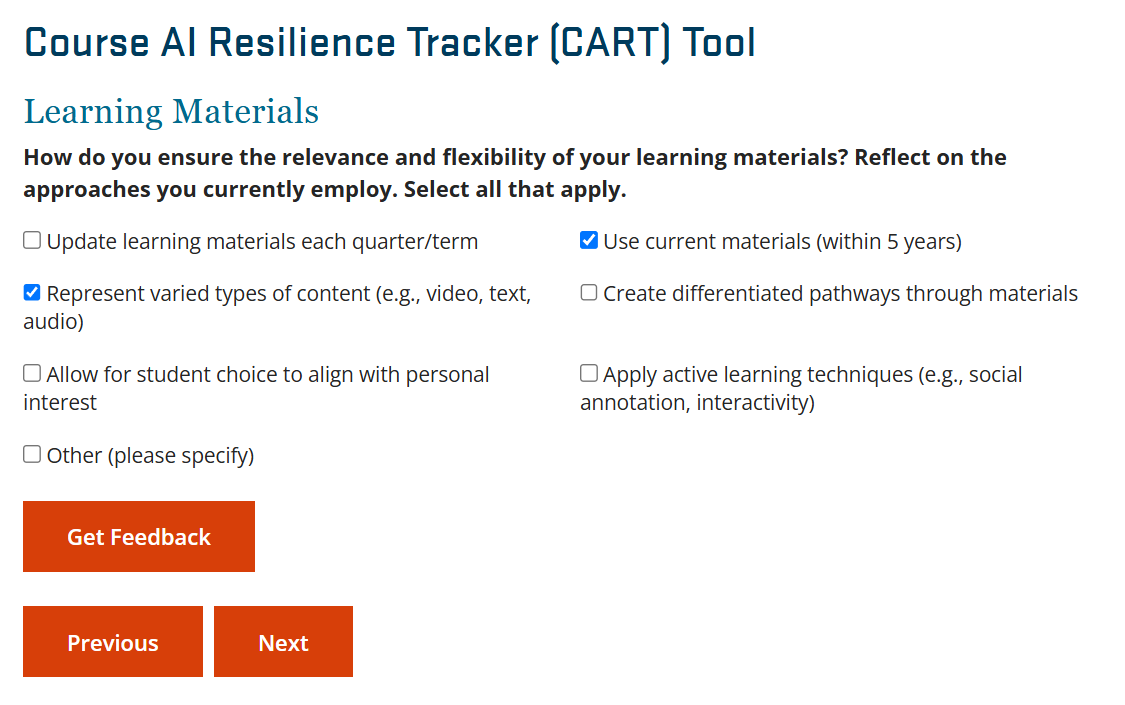 Course AI Resilience Tracker (CART) Tool
Learning Materials
How do you ensure the relevance and flexibility of your learning materials? Reflect on the
approaches you currently employ. Select all that apply.
Update learning materials each quarter/term
Use current materials (within 5 years)
Represent varied types of content (e.g., video, text,
audio)
Create differentiated pathways through materials
Allow for student choice to align with personal
interest
Apply active learning techniques (e.g., social
annotation, interactivity)
Other (please specify)
Get Feedback
Previous
Next